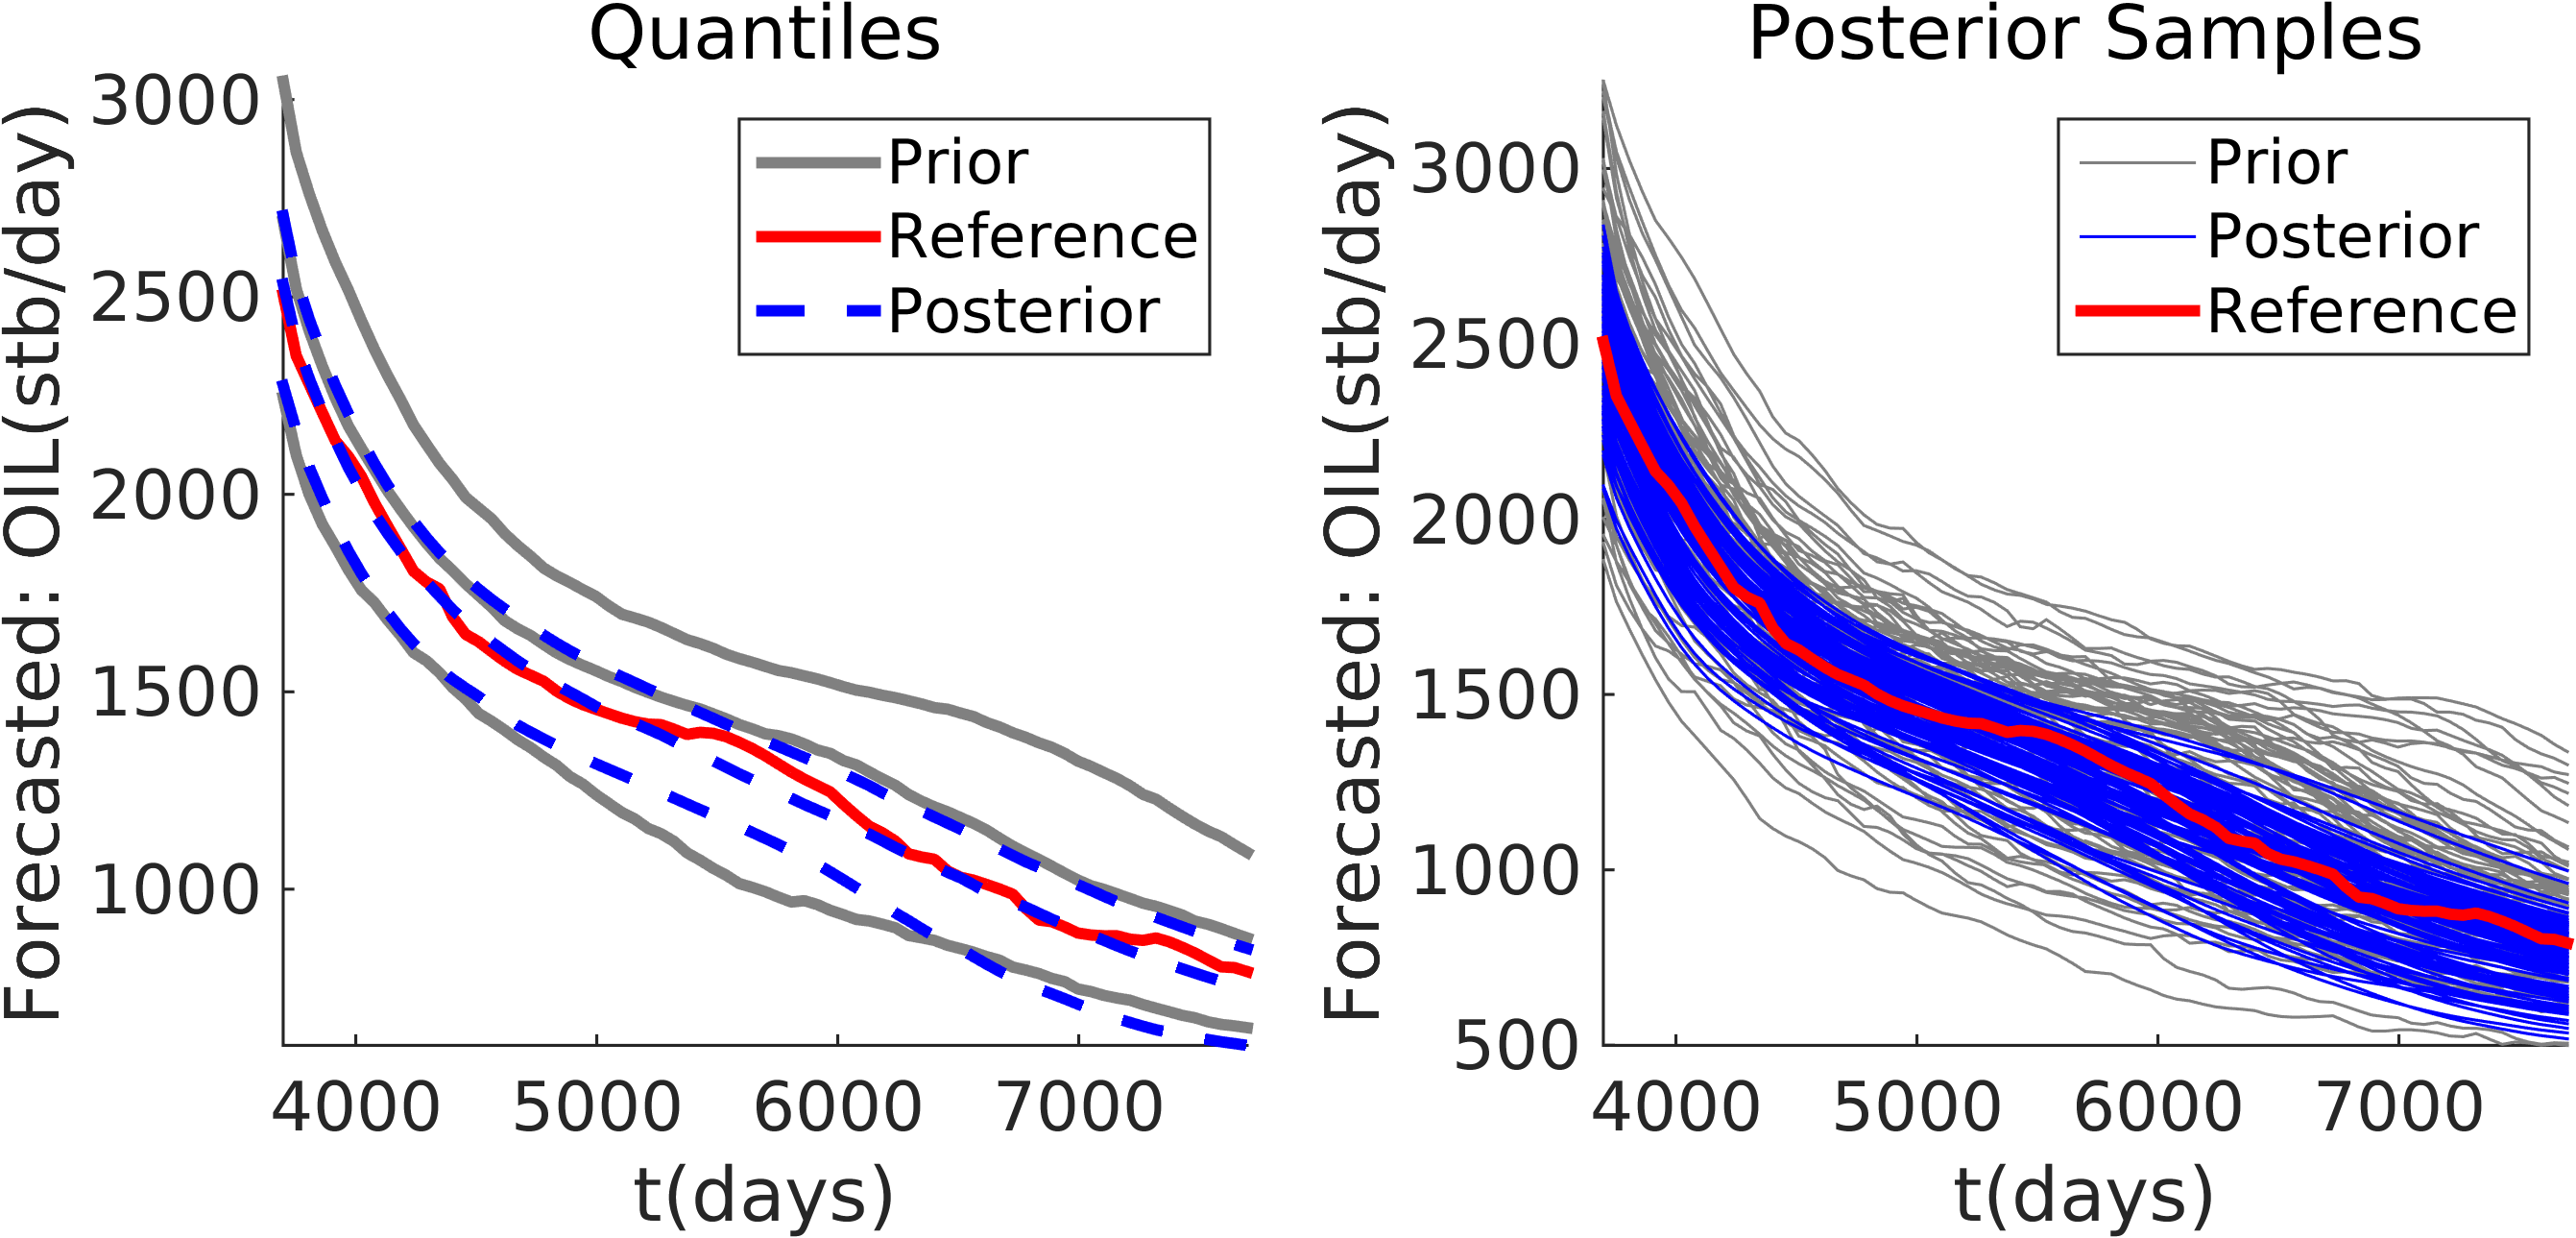 Quantiles
Forecasted: OIL(stb/day)
3000
2500
2000
1500
1000
Prior
Reference
Posterior
4000 5000 6000 7000
t(days)
Posterior Samples
Forecasted: OIL(stb/day)
3000
2500
2000
1500
1000
500
Prior
Posterior
Reference
4000 5000 6000 7000
t(days)